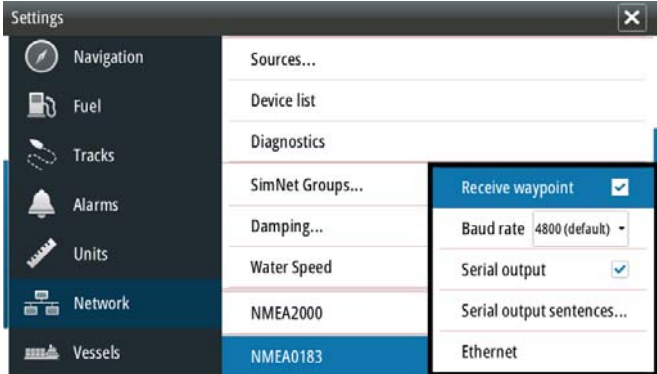 Settings
Navigation
Fuel
Tracks
Alarms
Units
Network
Vessels
Sources...
Device list
Diagnostics
SimNet Groups...
Damping...
Water Speed
NMEA2000
NMEA0183
Receive waypoint
Baud rate 4800 (default)
Serial output
Serial output sentences...
Ethernet